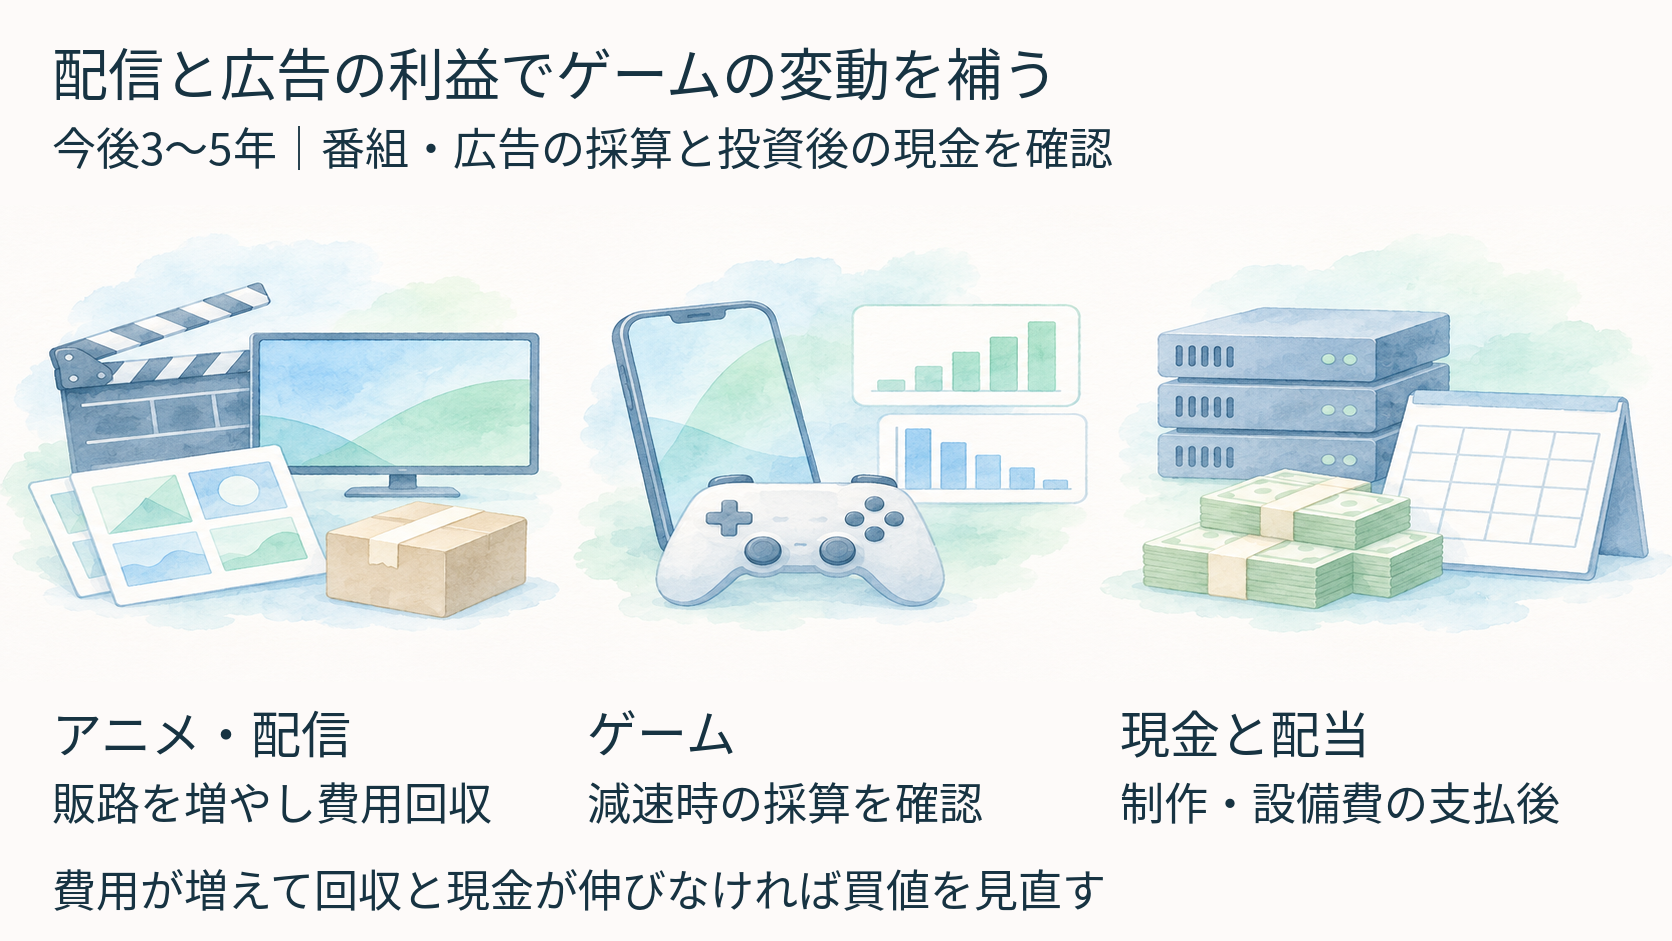 配信と広告の利益でゲームの変動を補う
今後3〜5年｜番組・広告の採算と投資後の現金を確認
アニメ・配信
販路を増やし費用回収
ゲーム
減速時の採算を確認
現金と配当
制作・設備費の支払後
費用が増えて回収と現金が伸びなければ買値を見直す